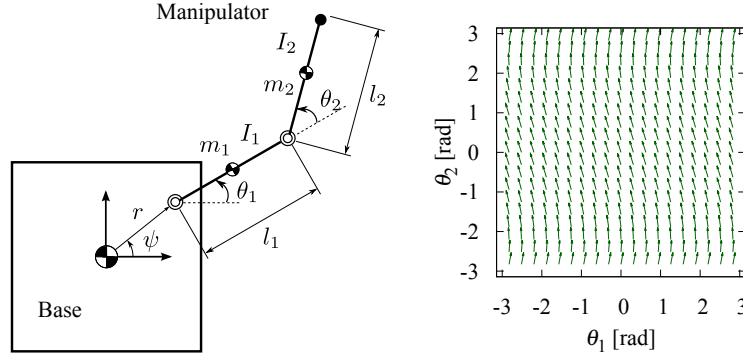 Manipulator
I₂
m₂
θ₂
l₂
I₁
m₁
θ₁
l₁
r
ψ
Base
3
2
1
0
-1
-2
-3
θ₂ [rad]
-3 -2 -1 0 1 2 3
θ₁ [rad]